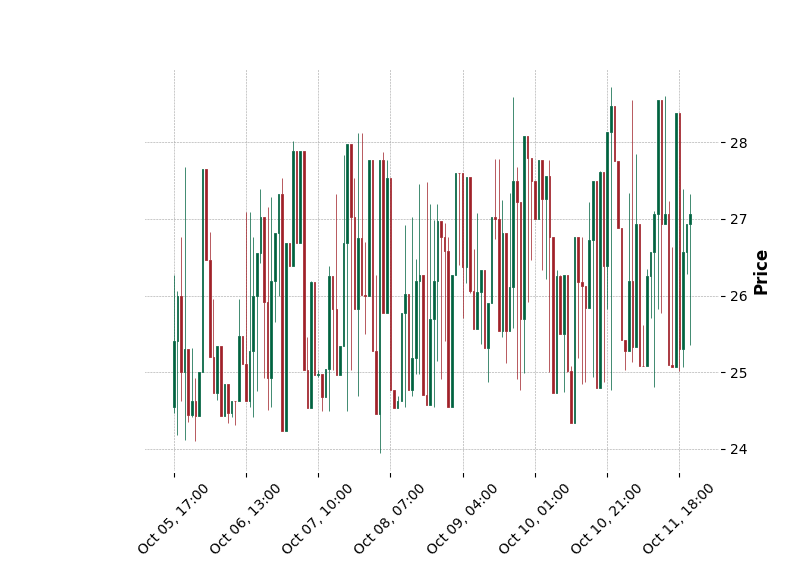 28
27
26
25
24
Price
Oct 05, 17:00
Oct 06, 13:00
Oct 07, 10:00
Oct 08, 07:00
Oct 09, 04:00
Oct 10, 01:00
Oct 10, 21:00
Oct 11, 18:00